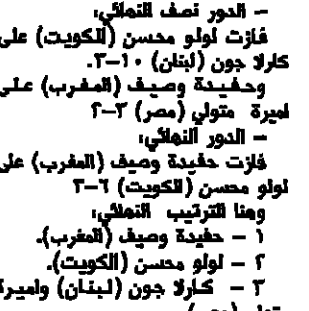 – الدور نصف النهائي،
فازت لولو محسن (الكويت) على
كارلا جون (لبنان) ١٠–٣.
وحفيدة وصيف (المغرب) على
اميرة متولي (مصر) ٣–٢
– الدور النهائي،
فازت حفيدة وصيف (المغرب) على
لولو محسن (الكويت) ٦–٣
وهنا الترتيب النهائي،
١ – حفيدة وصيف (المغرب).
٢ – لولو محسن (الكويت).
٣ – كارلا جون (لبنان) واميرة